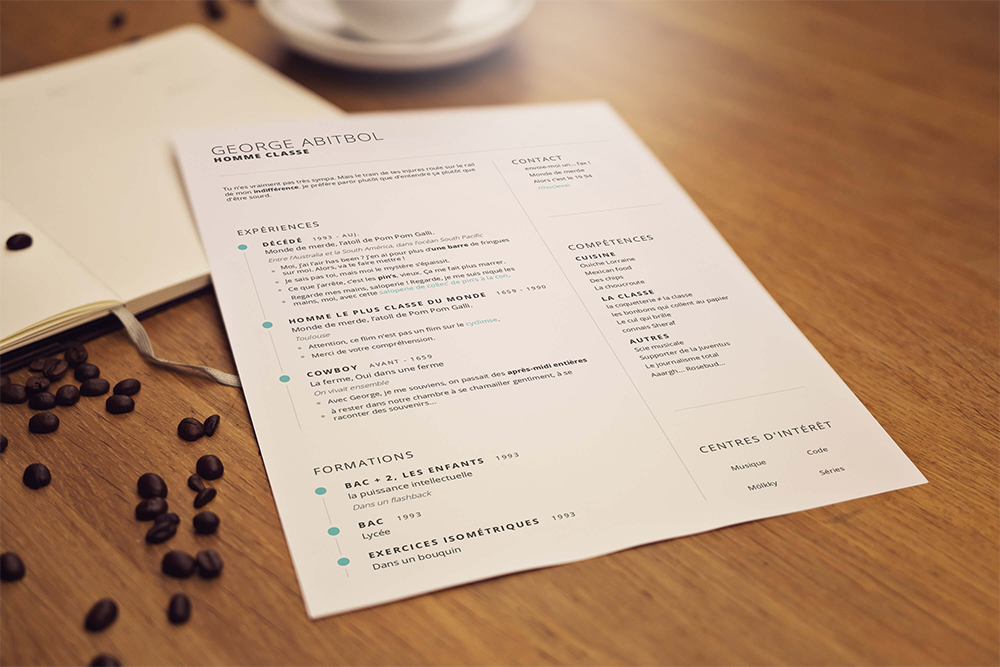 GEORGE ABITBOL
HOMME CLASSE
Tu n'es vraiment pas très sympa. Mais le train de tes injures roule sur le rail
de mon indifférence. Je préfère partir plutôt que d'entendre ça plutôt que
d'être sourd.
EXPÉRIENCES
DÉCÉDÉ 1993 - AUJ.
Monde de merde, l'atoll de Pom Pom Galli.
Entre l'Australia et la South América, dans l'océan South Pacific
Moi, j'ai l'air has been ? J'en ai pour plus d'une barre de fringues
sur moi. Alors, va te faire mettre !
Je sais pas toi, mais moi le mystère s'épaissit.
Ce que j'arrête, c'est les pin's, vieux. Ça me fait plus marrer.
Regarde mes mains, saloperie ! Regarde, je me suis niqué les
mains, moi, avec cette saloperie de collec' de pin's à la con.
HOMME LE PLUS CLASSE DU MONDE 1659 - 1990
Monde de merde, l'atoll de Pom Pom Galli.
Toulouse
Attention, ce film n'est pas un film sur le cyclimse.
Merci de votre compréhension.
COWBOY AVANT - 1659
La ferme, Oui dans une ferme
On vivait ensemble
Avec George, je me souviens, on passait des après-midi entières
à rester dans notre chambre à se chamailler gentiment, à se
raconter des souvenirs...
FORMATIONS
BAC + 2, LES ENFANTS 1993
la puissance intellectuelle
Dans un flashback
BAC 1993
Lycée
EXERCICES ISOMÉTRIQUES 1993
Dans un bouquin
CONTACT
envoie-moi un... fax !
Monde de merde
Alors c'est le 19 94
COMPÉTENCES
CUISINE
Quiche Lorraine
Mexican food
Des chips
La choucroute
LA CLASSE
la coquetterie ≠ la classe
les bonbons qui collent au papier
Le cul qui brille
connais Sheraf
AUTRES
Scie musicale
Supporter de la Juventus
Le journalisme total
Aaargh... Rosebud...
CENTRES D'INTÉRÊT
Musique Code
Mölkky Séries